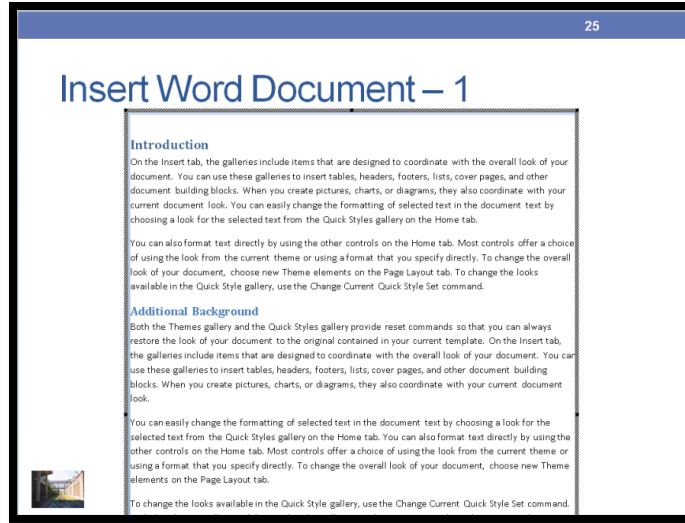 25
Insert Word Document – 1
Introduction
On the Insert tab, the galleries include items that are designed to coordinate with the overall look of your
document. You can use these galleries to insert tables, headers, footers, lists, cover pages, and other
document building blocks. When you create pictures, charts, or diagrams, they also coordinate with your
current document look. You can easily change the formatting of selected text in the document text by
choosing a look for the selected text from the Quick Styles gallery on the Home tab.
You can also format text directly by using the other controls on the Home tab. Most controls offer a choice
of using the look from the current theme or using a format that you specify directly. To change the overall
look of your document, choose new Theme elements on the Page Layout tab. To change the looks
available in the Quick Style gallery, use the Change Current Quick Style Set command.
Additional Background
Both the Themes gallery and the Quick Styles gallery provide reset commands so that you can always
restore the look of your document to the original contained in your current template. On the Insert tab,
the galleries include items that are designed to coordinate with the overall look of your document. You can
use these galleries to insert tables, headers, footers, lists, cover pages, and other document building
blocks. When you create pictures, charts, or diagrams, they also coordinate with your current document
look.
You can easily change the formatting of selected text in the document text by choosing a look for the
selected text from the Quick Styles gallery on the Home tab. You can also format text directly by using the
other controls on the Home tab. Most controls offer a choice of using the look from the current theme or
using a format that you specify directly. To change the overall look of your document, choose new Theme
elements on the Page Layout tab.
To change the looks available in the Quick Style gallery, use the Change Current Quick Style Set command.